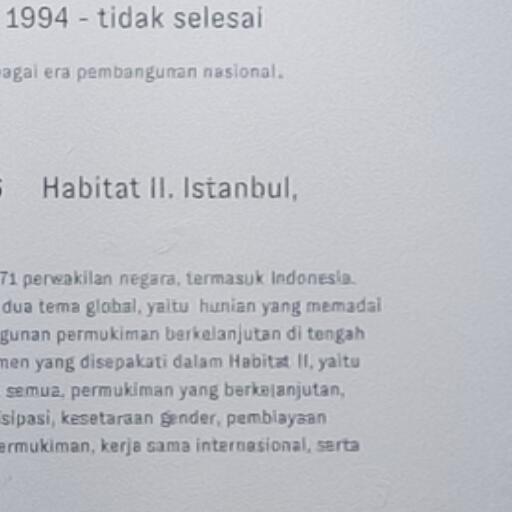 1994 - tidak selesai
bagai era pembangunan nasional.
Habitat II. Istanbul,
71 perwakilan negara, termasuk Indonesia.
dua tema global, yaitu hunian yang memadai
gunan permukiman berkelanjutan di tengah
men yang disepakati dalam Habitat II, yaitu
semua, permukiman yang berkelanjutan,
isipasi, kesetaraan gender, pembiayaan
ermukiman, kerja sama internasional, serta